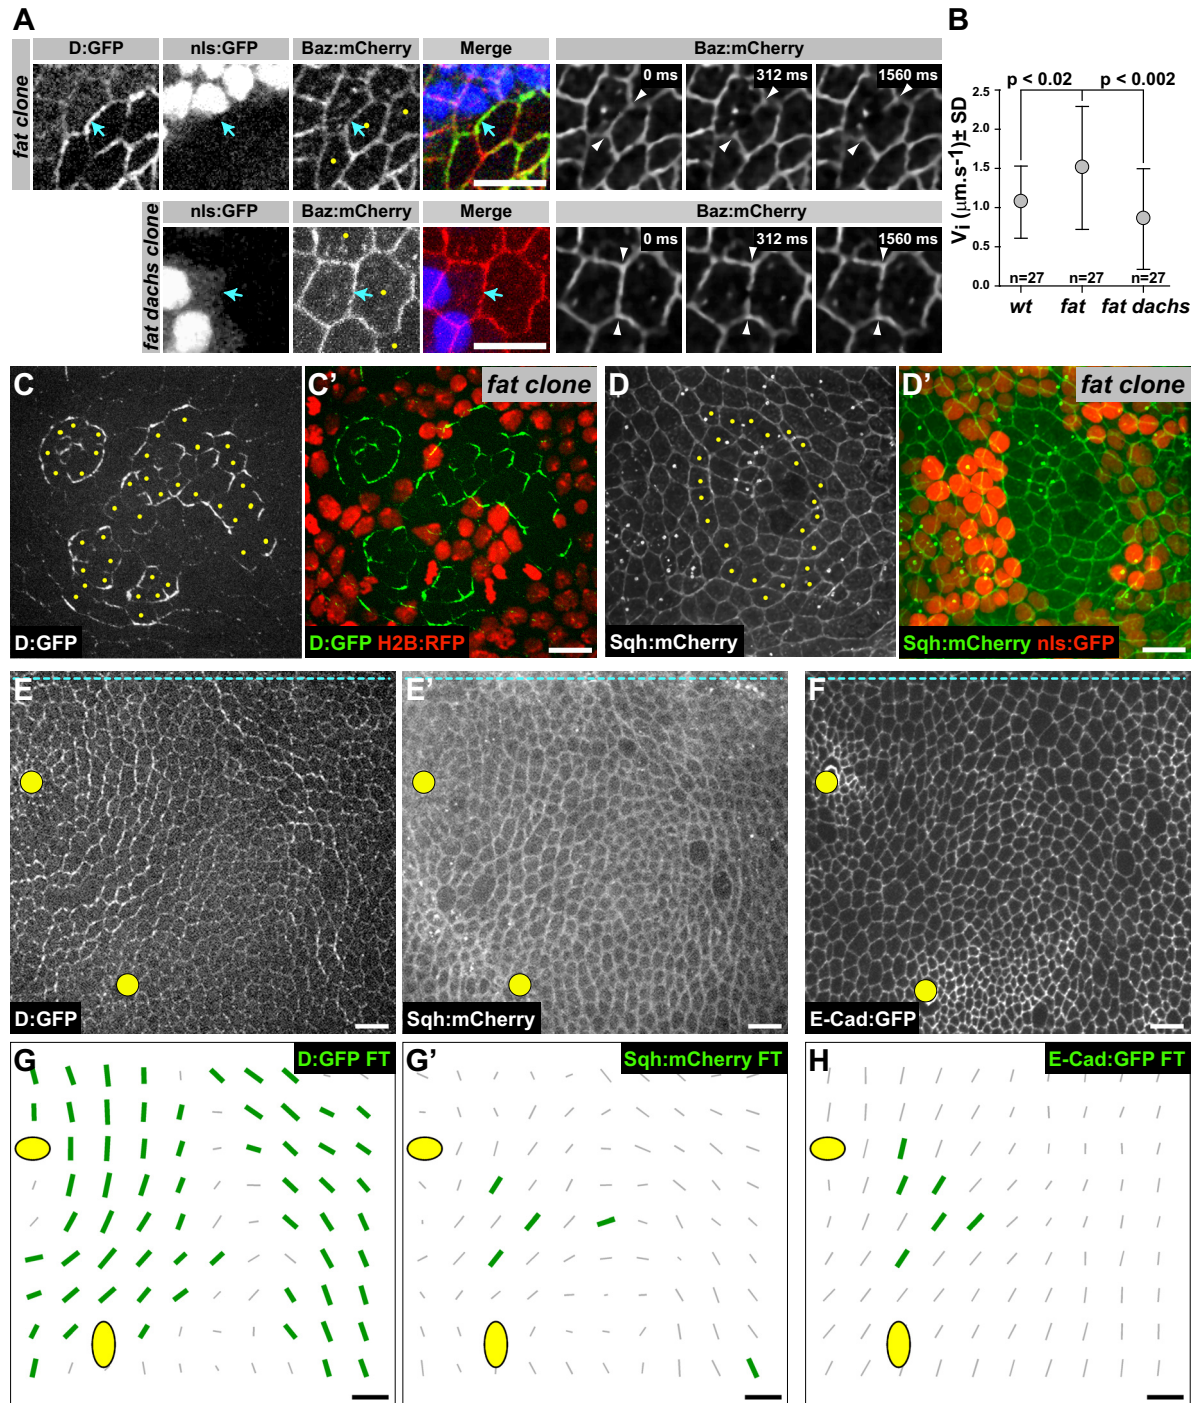 A
D:GFP
nls:GFP
Baz:mCherry
Merge
Baz:mCherry
fat clone
0 ms
312 ms
1560 ms
nls:GFP
Baz:mCherry
Merge
Baz:mCherry
fat dachs clone
0 ms
312 ms
1560 ms
B
p < 0.02
p < 0.002
Vi (μm.s-1)± SD
2.5
2.0
1.5
1.0
0.5
0.0
n=27
n=27
n=27
wt
fat
fat dachs
C
D:GFP
C'
fat clone
D:GFP H2B:RFP
D
Sqh:mCherry
D'
fat clone
Sqh:mCherry nls:GFP
E
D:GFP
E'
Sqh:mCherry
F
E-Cad:GFP
G
D:GFP FT
G'
Sqh:mCherry FT
H
E-Cad:GFP FT